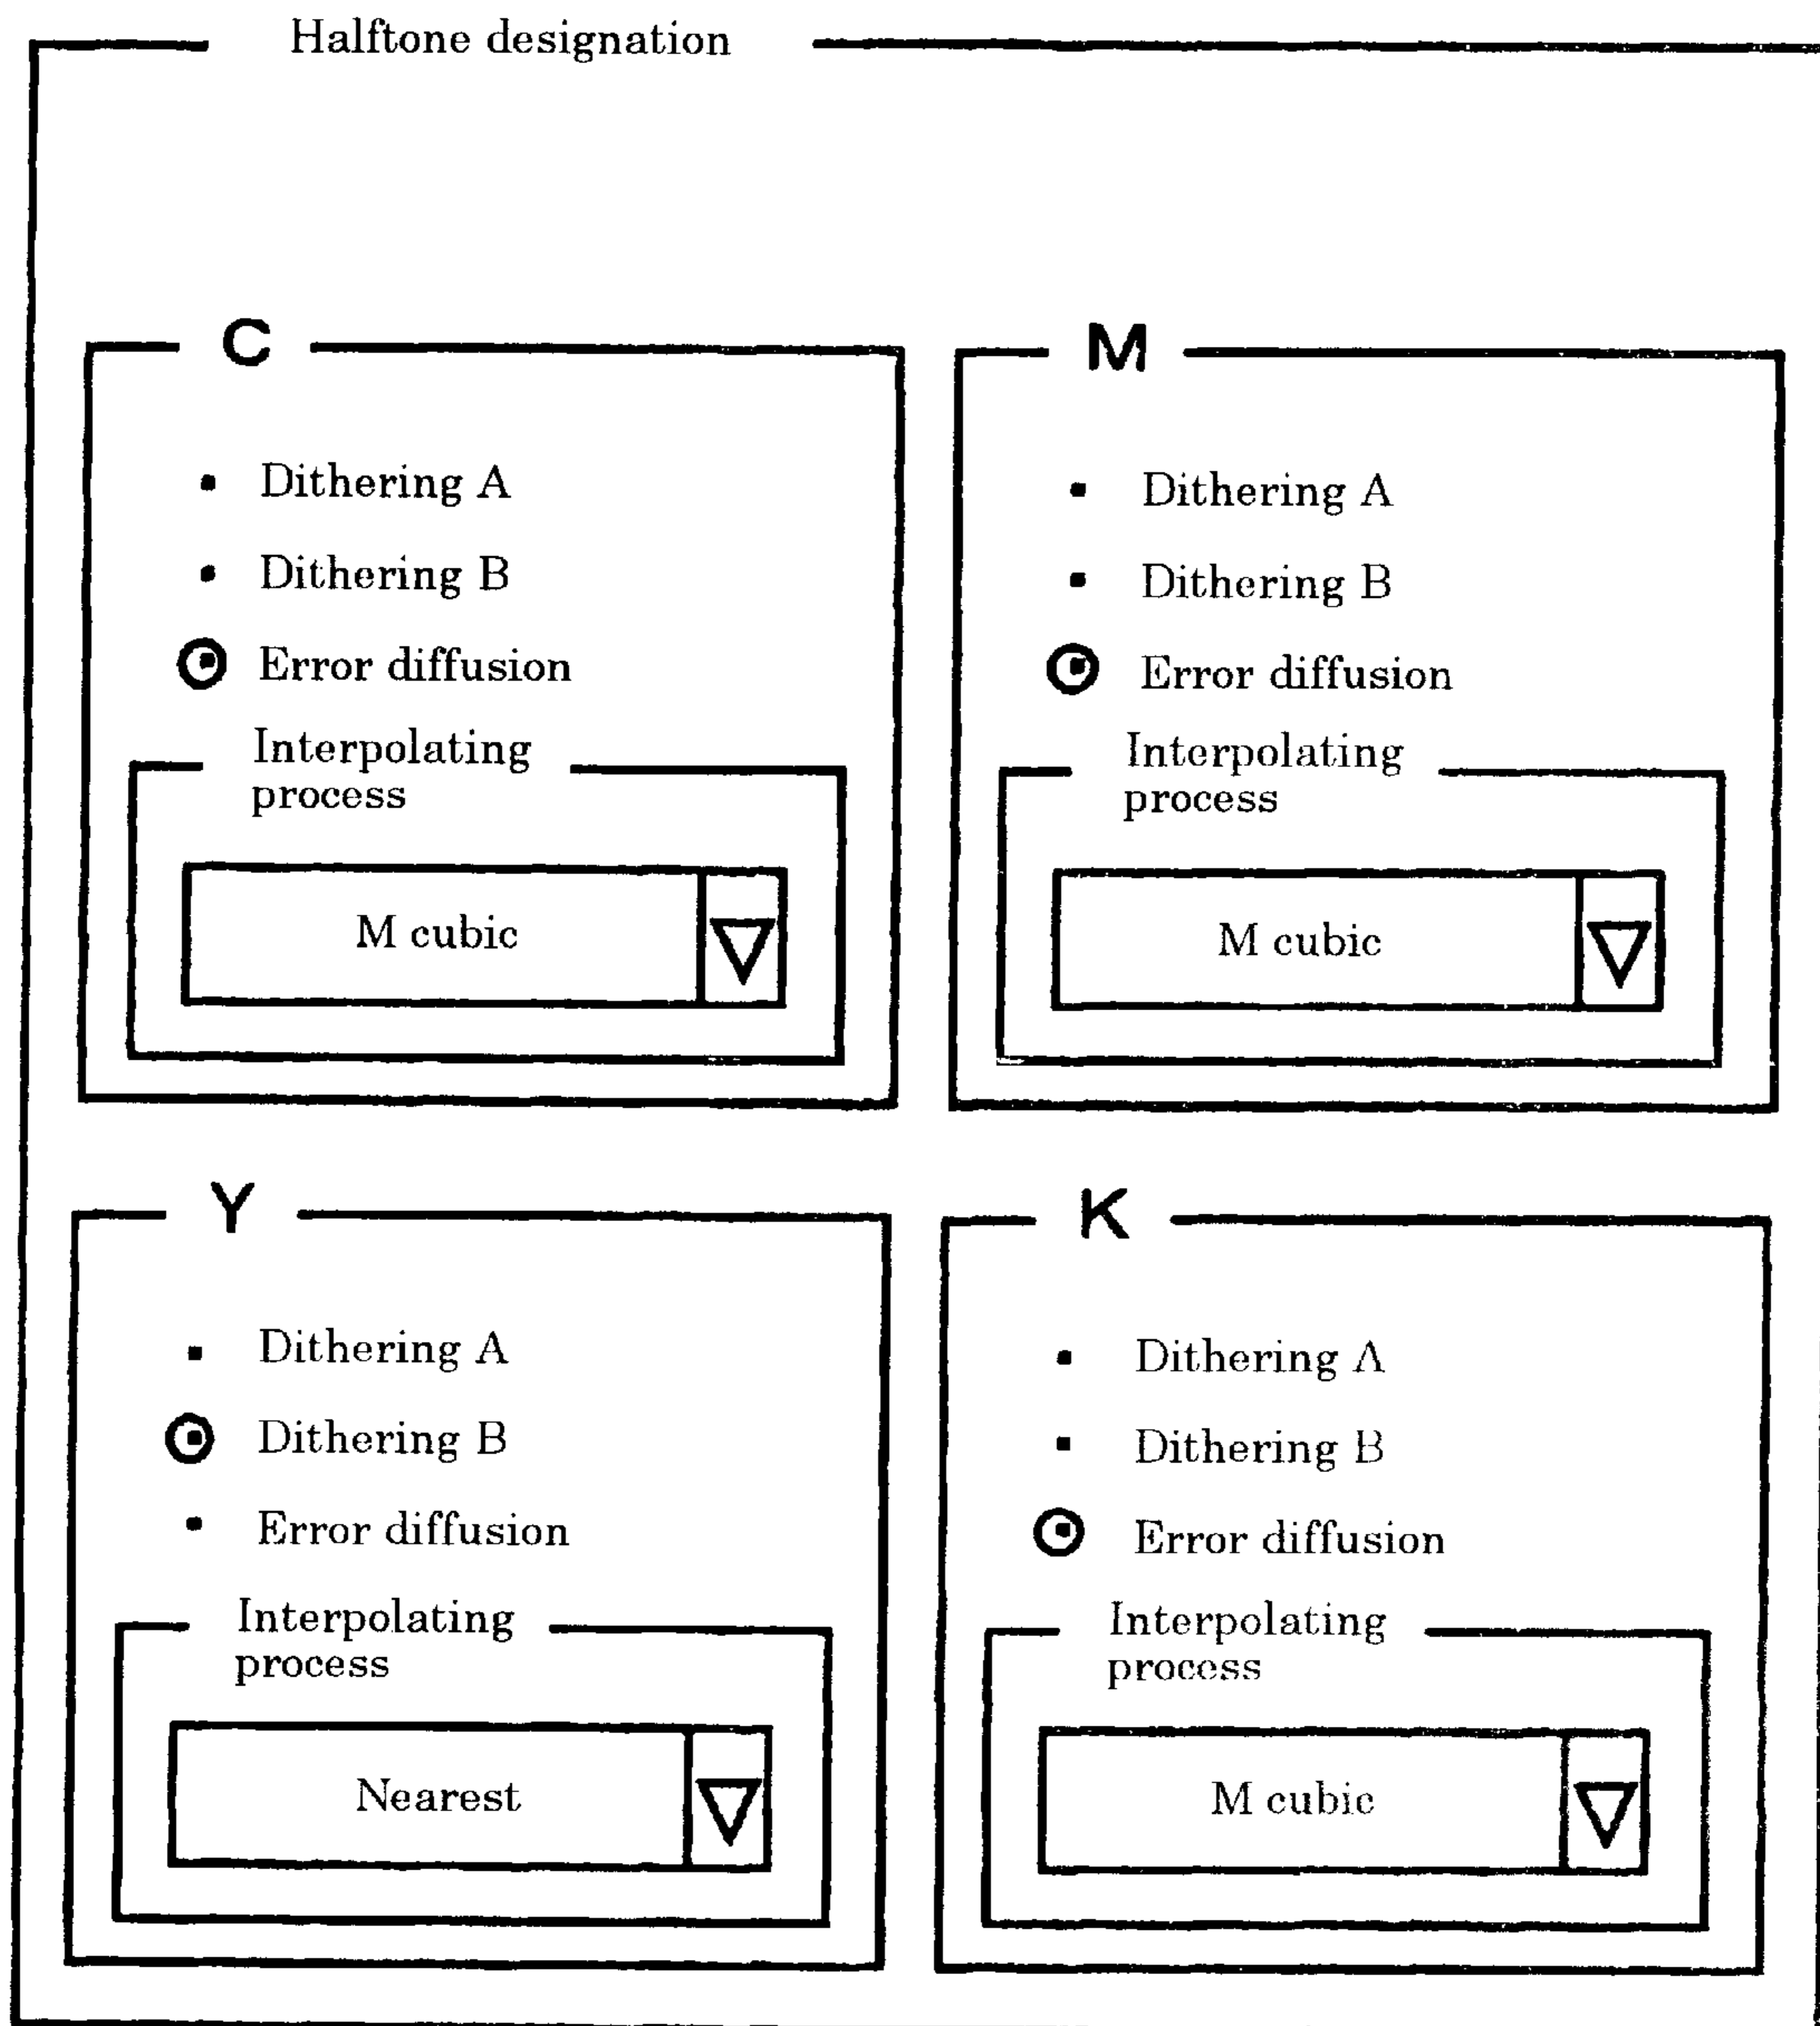 Halftone designation
C
Dithering A
Dithering B
Error diffusion
Interpolating
process
M cubic
M
Dithering A
Dithering B
Error diffusion
Interpolating
process
M cubic
Y
Dithering A
Dithering B
Error diffusion
Interpolating
process
Nearest
K
Dithering A
Dithering B
Error diffusion
Interpolating
process
M cubic